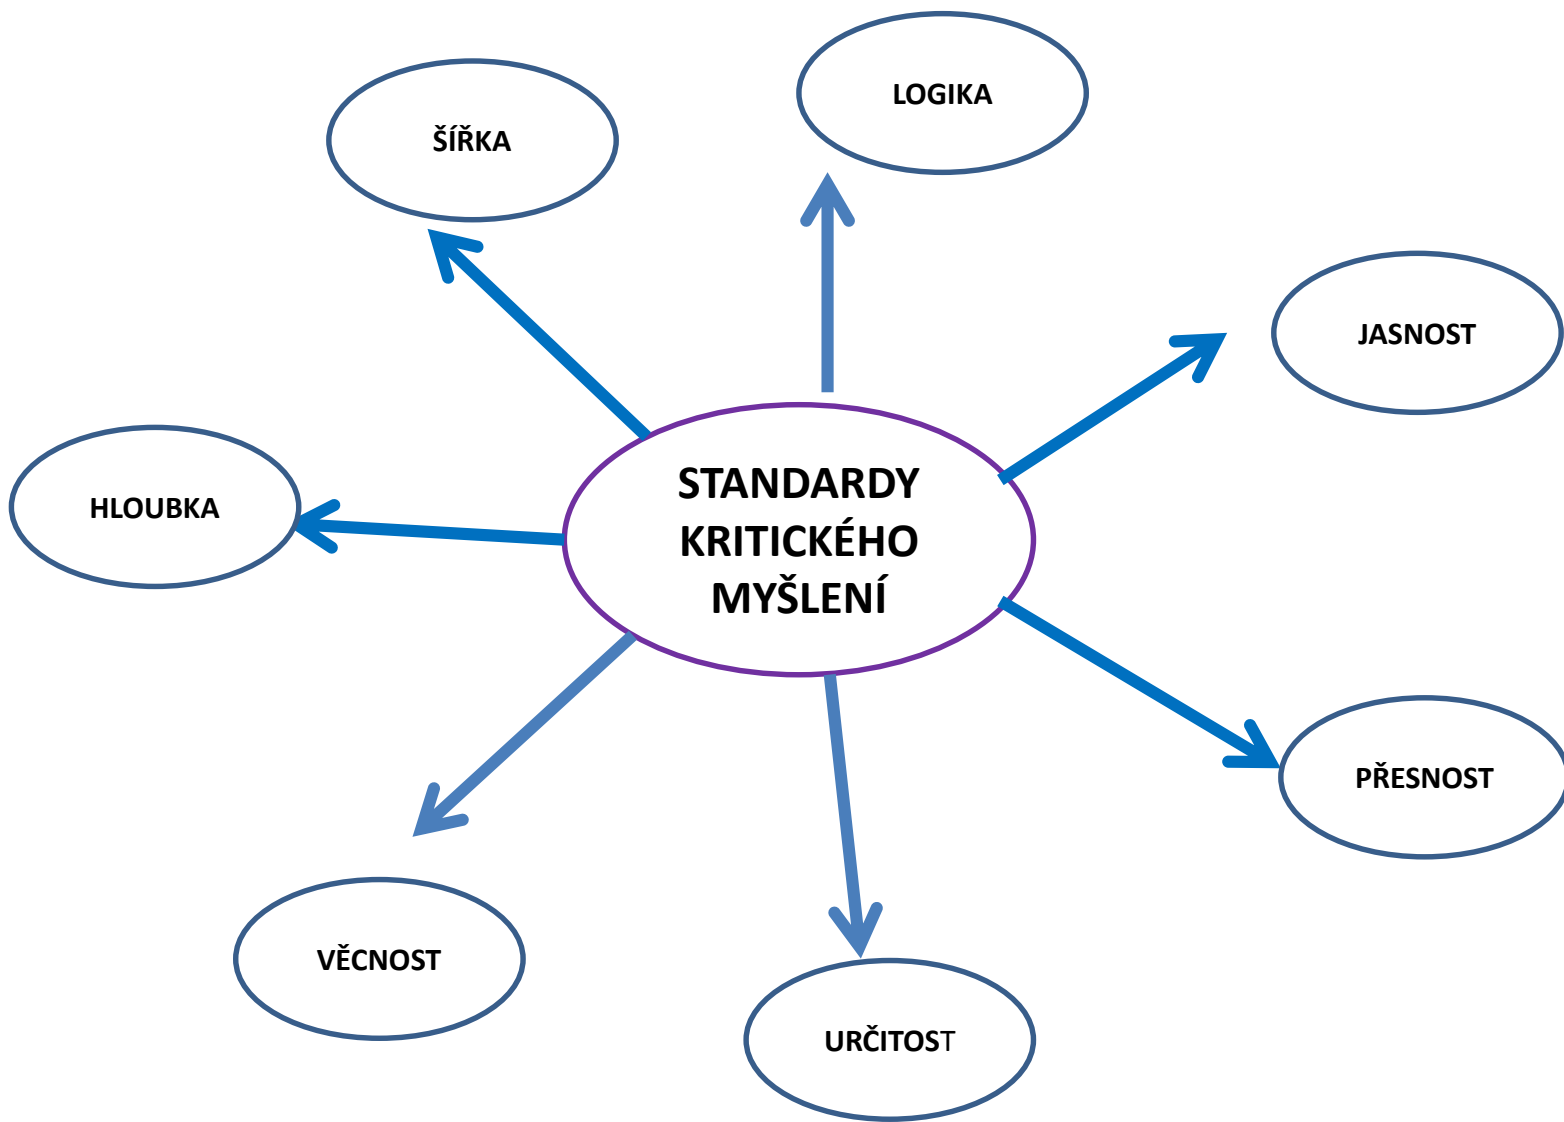 LOGIKA
ŠÍŘKA
JASNOST
STANDARDY
KRITICKÉHO
MYŠLENÍ
HLOUBKA
PŘESNOST
VĚCNOST
URČITOST